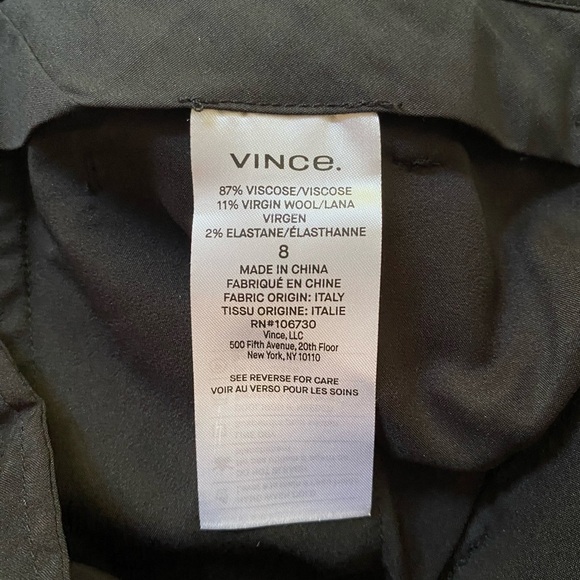 VINCE.
87% VISCOSE/VISCOSE
11% VIRGIN WOOL/LANA
VIRGEN
2% ELASTANE/ÉLASTHANNE
8
MADE IN CHINA
FABRIQUÉ EN CHINE
FABRIC ORIGIN: ITALY
TISSU ORIGINE: ITALIE
RN#106730
Vince, LLC
500 Fifth Avenue, 20th Floor
New York, NY 10110
SEE REVERSE FOR CARE
VOIR AU VERSO POUR LES SOINS